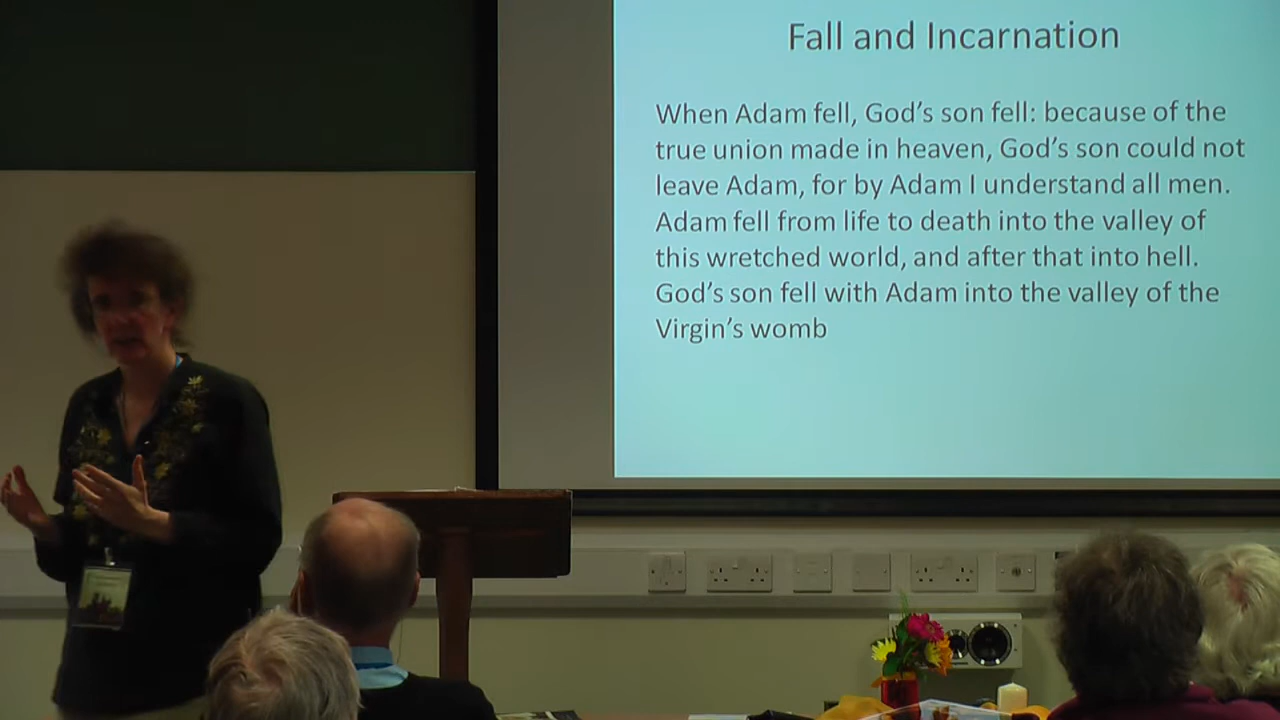 Fall and Incarnation
When Adam fell, God’s son fell: because of the
true union made in heaven, God’s son could not
leave Adam, for by Adam I understand all men.
Adam fell from life to death into the valley of
this wretched world, and after that into hell.
God’s son fell with Adam into the valley of the
Virgin’s womb